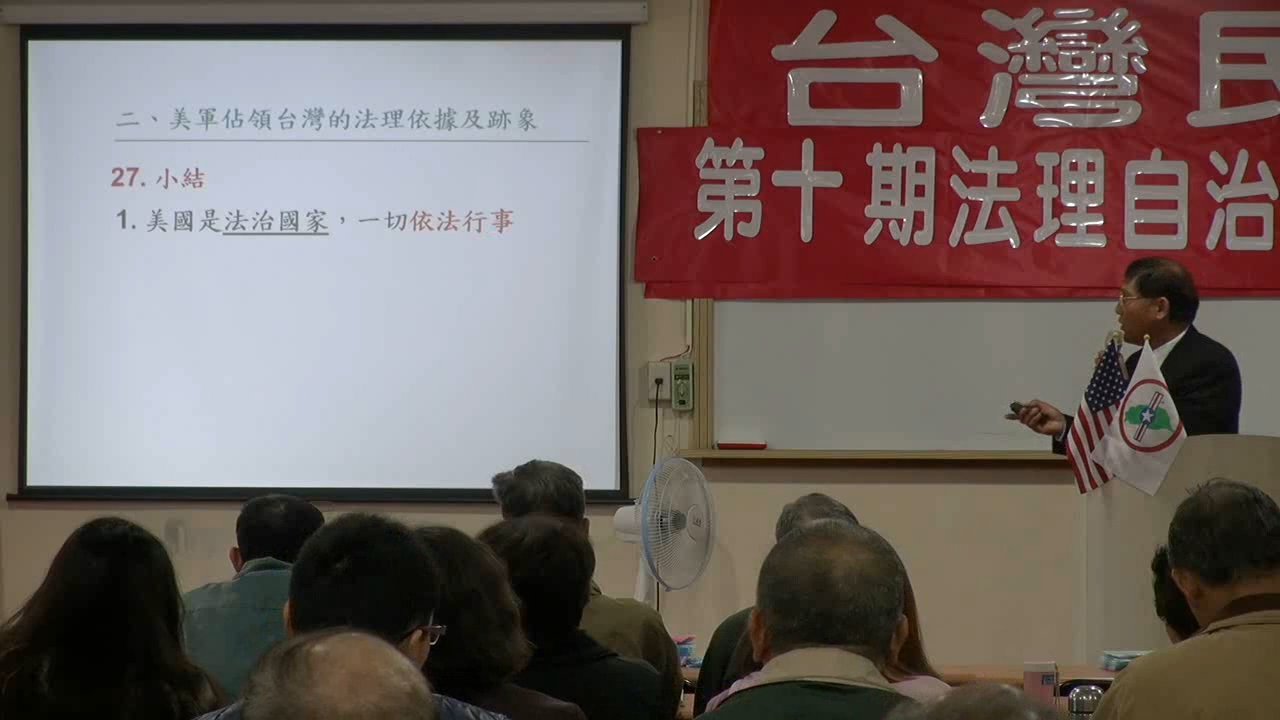 二、美軍佔領台灣的法理依據及跡象
27. 小結
1. 美國是法治國家，一切依法行事
台灣民
第十期法理自治